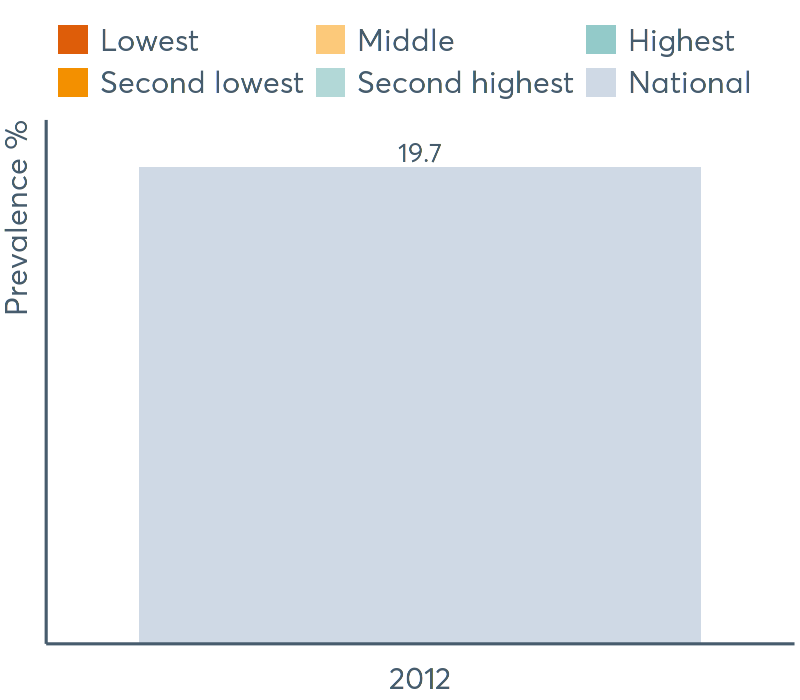 Lowest Middle Highest
Second lowest Second highest National
Prevalence %
19.7
2012